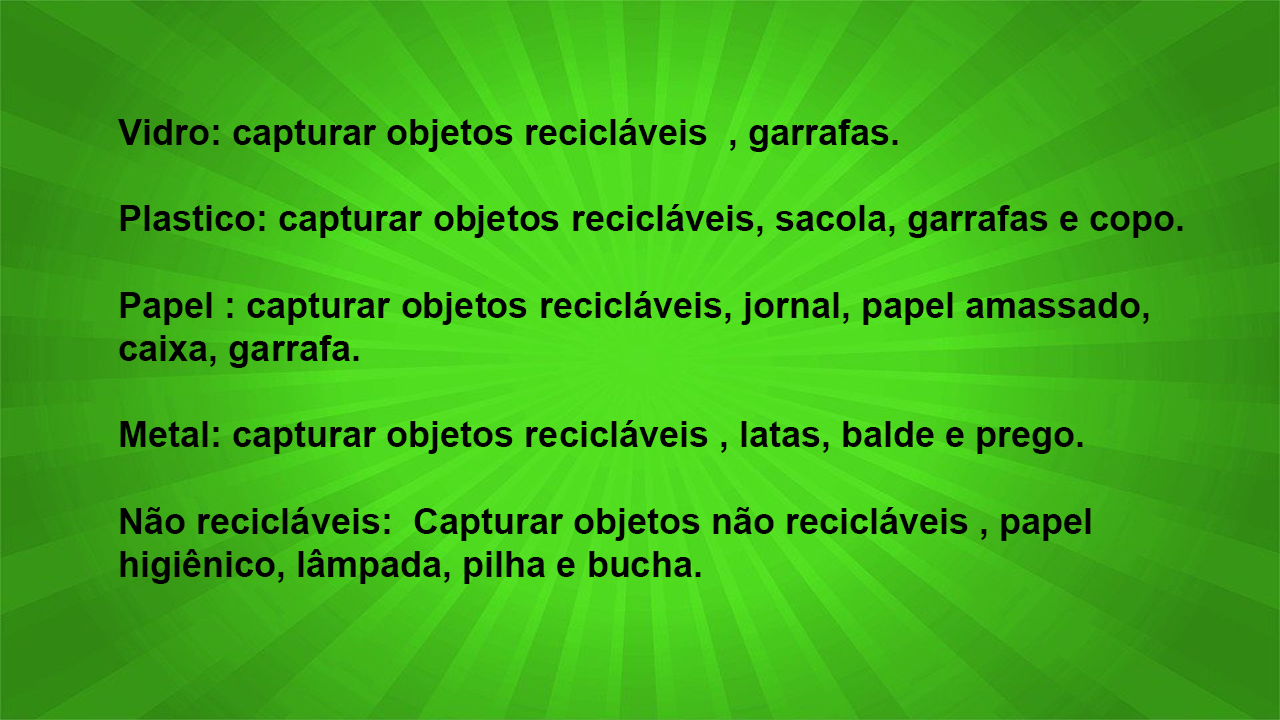 Vidro: capturar objetos recicláveis  , garrafas.
Plastico: capturar objetos recicláveis, sacola, garrafas e copo.
Papel : capturar objetos recicláveis, jornal, papel amassado,
caixa, garrafa.
Metal: capturar objetos recicláveis , latas, balde e prego.
Não recicláveis:  Capturar objetos não recicláveis , papel
higiênico, lâmpada, pilha e bucha.